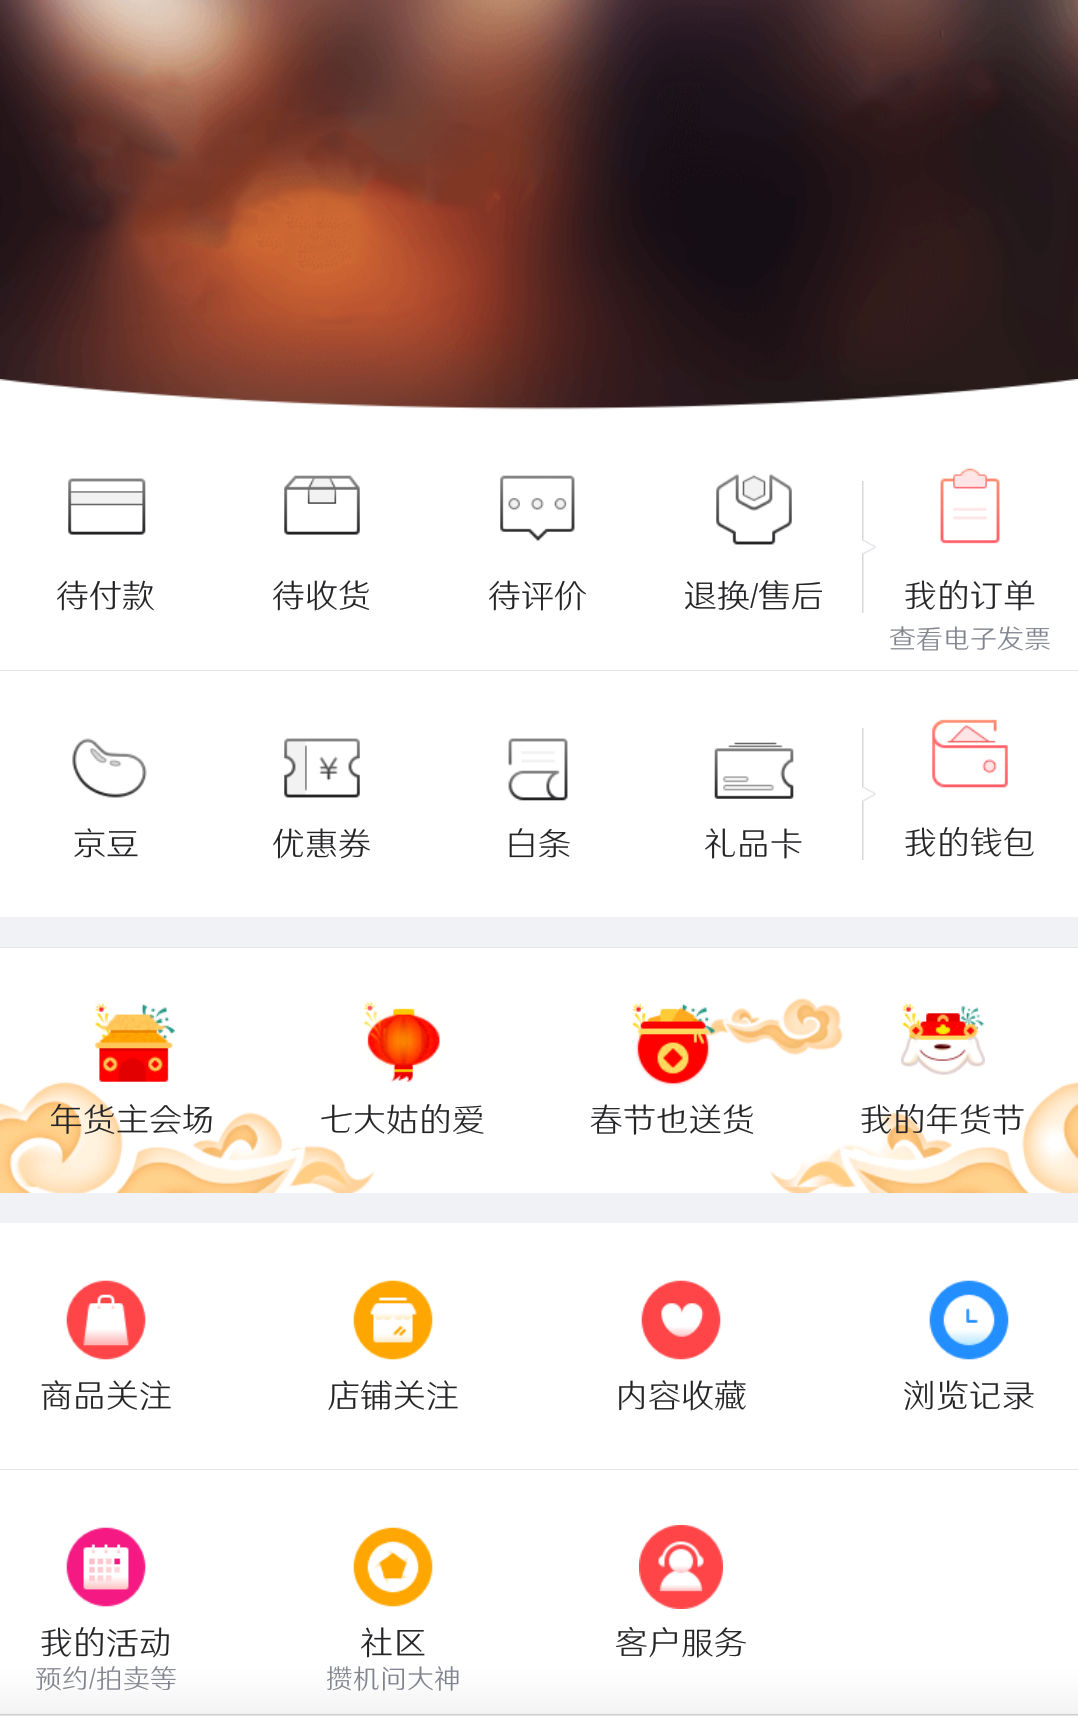 待付款
待收货
待评价
退换/售后
我的订单
查看电子发票
京豆
¥
优惠券
白条
礼品卡
我的钱包
年货主会场
七大姑的爱
春节也送货
我的年货节
商品关注
店铺关注
内容收藏
浏览记录
我的活动
预约/拍卖等
社区
攒机问大神
客户服务